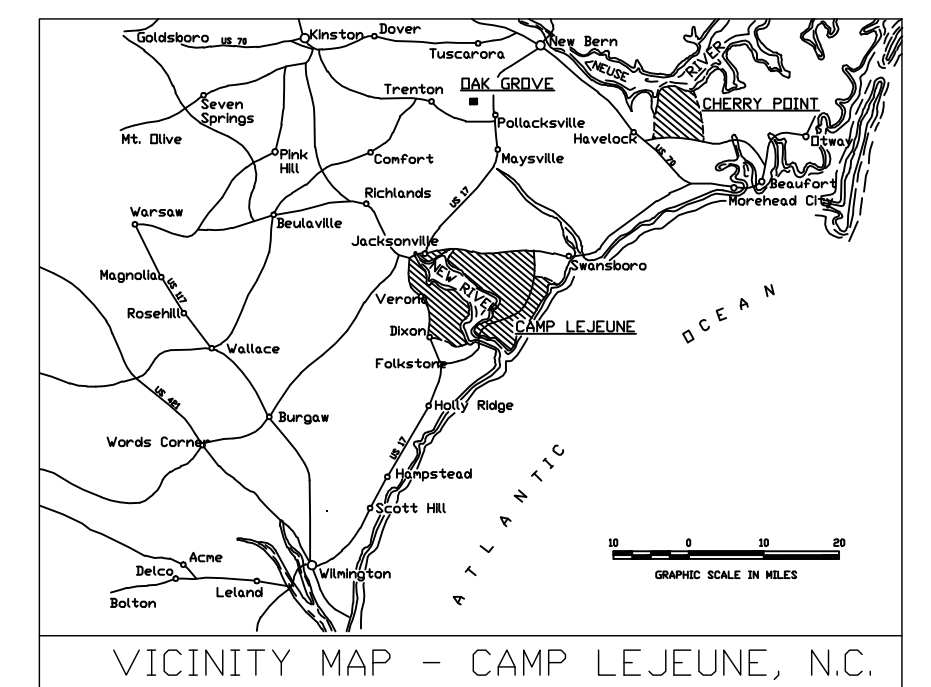 Goldsboro
US 70
Kinston
Dover
Tuscarora
New Bern
NEUSE
RIVER
OAK GROVE
Trenton
CHERRY POINT
Seven
Springs
Pollacksville
Mt. Olive
Havelock
Otway
US 70
Pink
Hill
Comfort
Maysville
Beaufort
Richlands
US 17
Morehead City
Warsaw
Beulaville
Jacksonville
Swansboro
Magnolia
US 117
NEW RIVER
Verona
Rosehill
Dixon
CAMP LEJEUNE
OCEAN
Wallace
Folkstone
US 421
Holly Ridge
Burgaw
Words Corner
US 17
ATLANTIC
Hampstead
Scott Hill
10 0 10 20
GRAPHIC SCALE IN MILES
Acme
Delco
Wilmington
Leland
Bolton
VICINITY MAP - CAMP LEJEUNE, N.C.